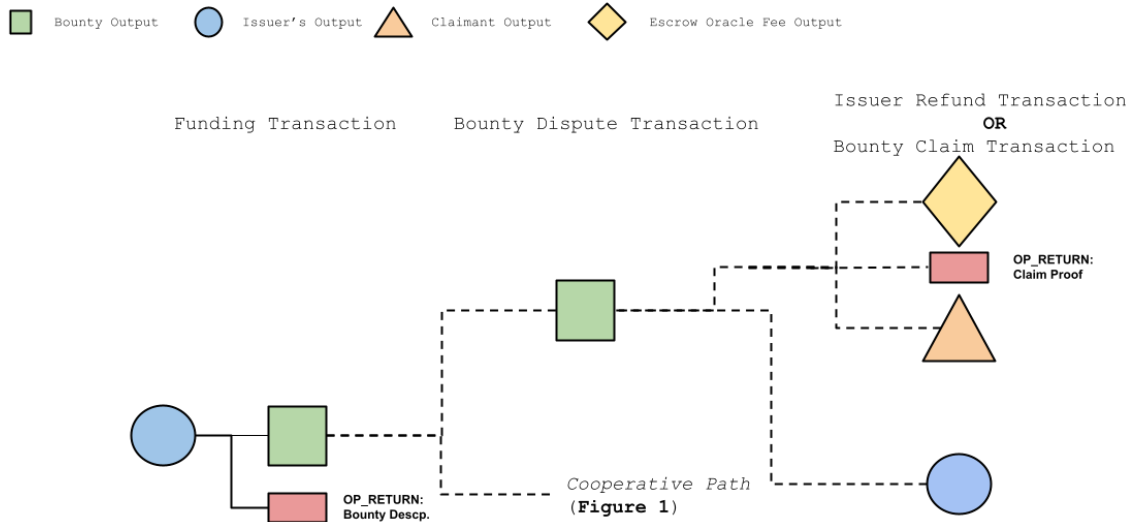 Bounty Output
Issuer's Output
Claimant Output
Escrow Oracle Fee Output
Funding Transaction
Bounty Dispute Transaction
Issuer Refund Transaction
OR
Bounty Claim Transaction
OP_RETURN:
Claim Proof
OP_RETURN:
Bounty Descp.
Cooperative Path
(Figure 1)